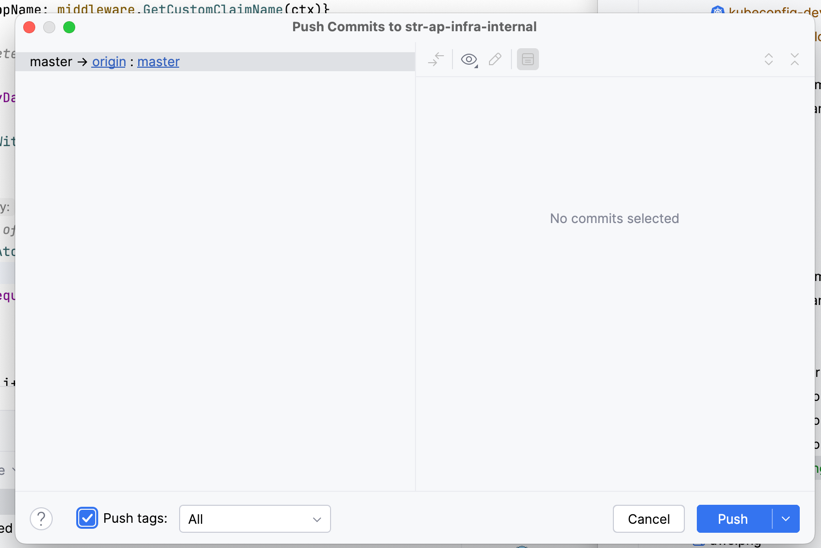 opName: middleware.GetCustomClaimName(ctx)}
kubeconfig-dev
Push Commits to str-ap-infra-internal
master → origin : master
No commits selected
?
Push tags:
All
Cancel
Push